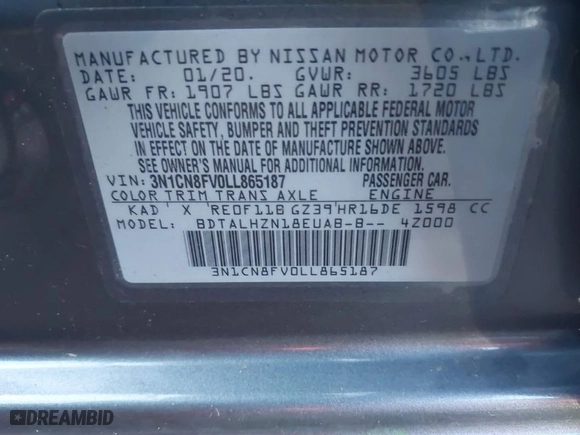 MANUFACTURED BY NISSAN MOTOR CO., LTD.
DATE: 01/20. GVWR: 3605 LBS
GAWR FR: 1907 LBS GAWR RR: 1720 LBS
THIS VEHICLE CONFORMS TO ALL APPLICABLE FEDERAL MOTOR
VEHICLE SAFETY, BUMPER AND THEFT PREVENTION STANDARDS
IN EFFECT ON THE DATE OF MANUFACTURE SHOWN ABOVE.
SEE OWNER'S MANUAL FOR ADDITIONAL INFORMATION.
VIN: 3N1CN8FV0LL865187 PASSENGER CAR.
COLOR TRIM TRANS AXLE ENGINE
KAD X RE0F11B GZ39 HR16DE 1598 CC
MODEL: BDTALHZN18EUAB-B-- 4Z000
3N1CN8FV0LL865187
DREAMBID